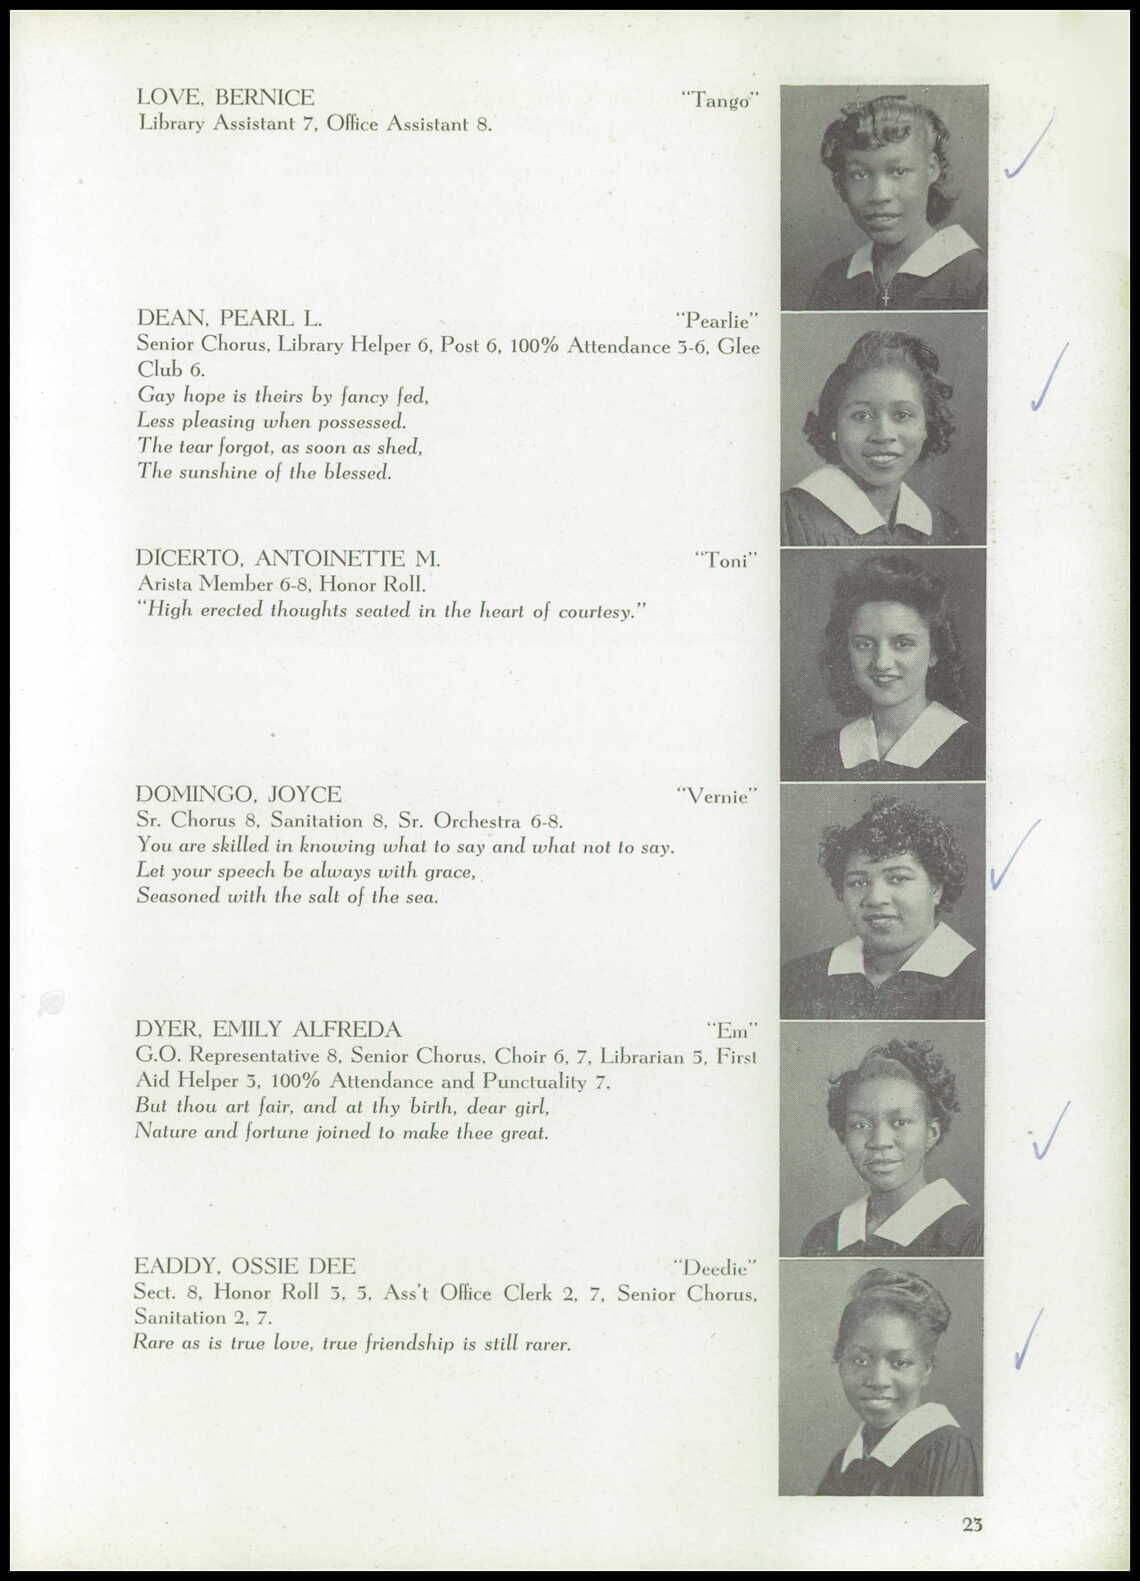 LOVE, BERNICE "Tango"
Library Assistant 7, Office Assistant 8.
DEAN, PEARL L. "Pearlie"
Senior Chorus, Library Helper 6, Post 6, 100% Attendance 3-6, Glee
Club 6.
Gay hope is theirs by fancy fed,
Less pleasing when possessed.
The tear forgot, as soon as shed,
The sunshine of the blessed.
DICERTO, ANTOINETTE M. "Toni"
Arista Member 6-8, Honor Roll.
"High erected thoughts seated in the heart of courtesy."
DOMINGO, JOYCE "Vernie"
Sr. Chorus 8, Sanitation 8, Sr. Orchestra 6-8.
You are skilled in knowing what to say and what not to say.
Let your speech be always with grace,
Seasoned with the salt of the sea.
DYER, EMILY ALFREDA "Em"
G.O. Representative 8, Senior Chorus, Choir 6, 7, Librarian 5, First
Aid Helper 3, 100% Attendance and Punctuality 7.
But thou art fair, and at thy birth, dear girl,
Nature and fortune joined to make thee great.
EADDY, OSSIE DEE "Deedie"
Sect. 8, Honor Roll 3, 5, Ass't Office Clerk 2, 7, Senior Chorus,
Sanitation 2, 7.
Rare as is true love, true friendship is still rarer.
23